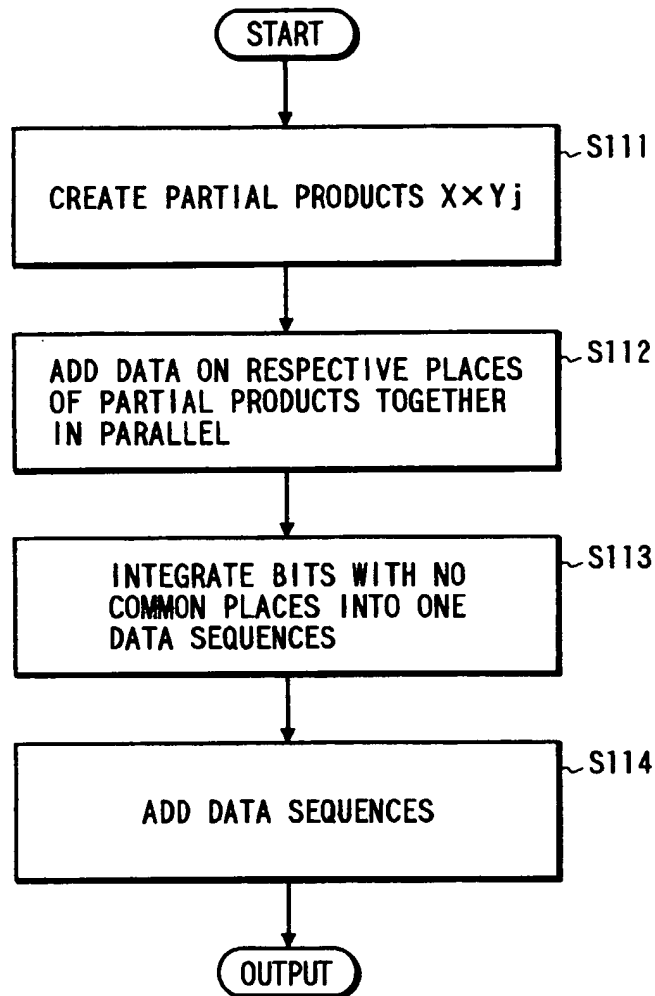 START
S111
CREATE PARTIAL PRODUCTS X×Yj
S112
ADD DATA ON RESPECTIVE PLACES
OF PARTIAL PRODUCTS TOGETHER
IN PARALLEL
S113
INTEGRATE BITS WITH NO
COMMON PLACES INTO ONE
DATA SEQUENCES
S114
ADD DATA SEQUENCES
OUTPUT